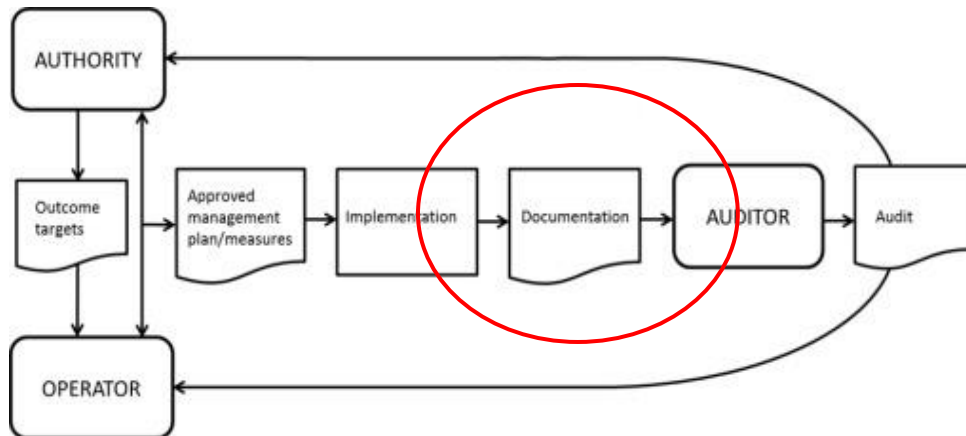 AUTHORITY
Outcome
targets
Approved
management
plan/measures
Implementation
Documentation
AUDITOR
Audit
OPERATOR